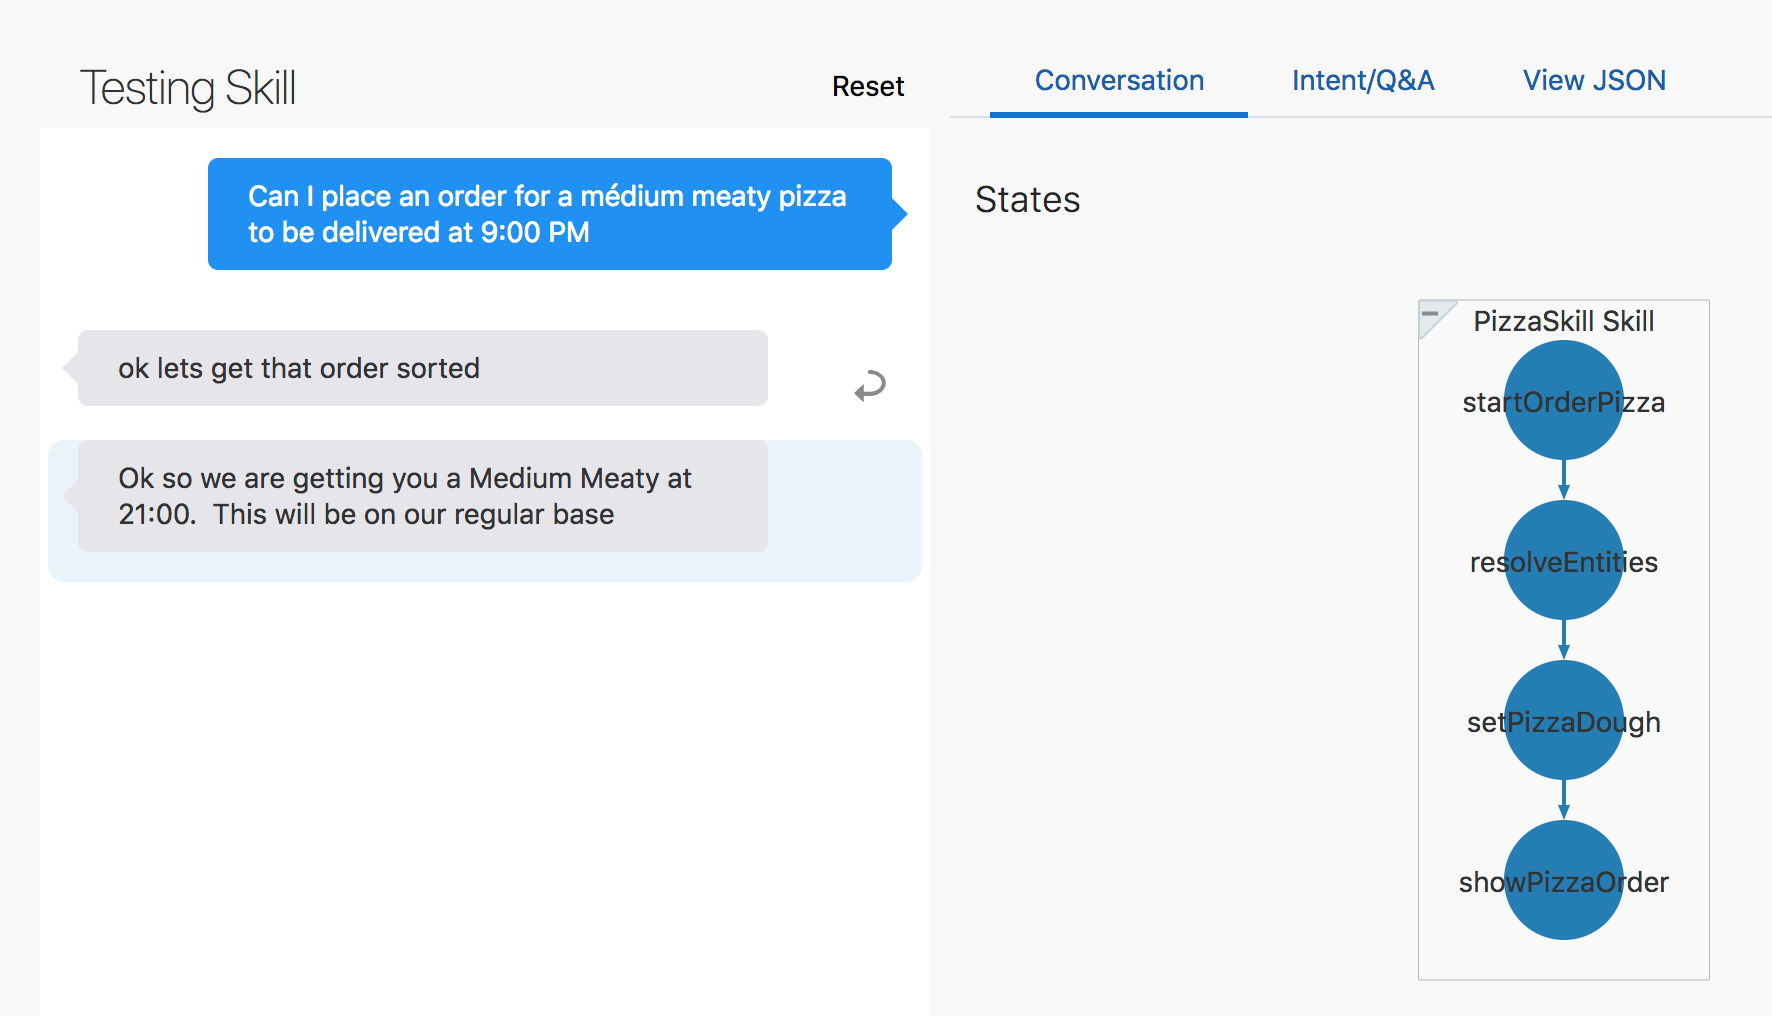 Testing Skill
Reset
Can I place an order for a médium meaty pizza
to be delivered at 9:00 PM
ok lets get that order sorted
Ok so we are getting you a Medium Meaty at
21:00.  This will be on our regular base
Conversation
Intent/Q&A
View JSON
States
PizzaSkill Skill
startOrderPizza
resolveEntities
setPizzaDough
showPizzaOrder